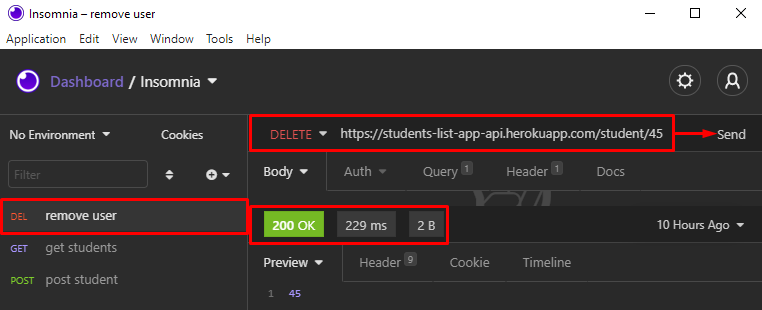 Insomnia – remove user
Application Edit View Window Tools Help
Dashboard / Insomnia
No Environment Cookies
DELETE https://students-list-app-api.herokuapp.com/student/45 Send
Filter
Body Auth Query 1 Header 1 Docs
DEL remove user
200 OK 229 ms 2 B 10 Hours Ago
GET get students
Preview Header 9 Cookie Timeline
POST post student
1 45